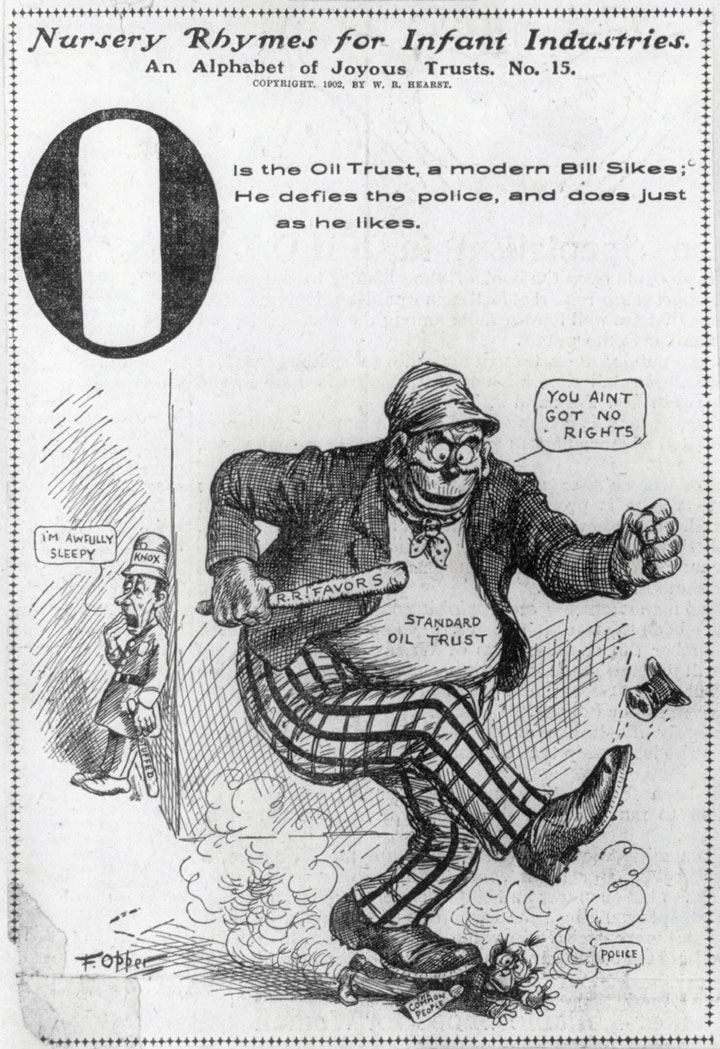 Nursery Rhymes for Infant Industries.
An Alphabet of Joyous Trusts. No. 15.
COPYRIGHT, 1902, BY W. R. HEARST.
O
Is the Oil Trust, a modern Bill Sikes;
He defies the police, and does just
as he likes.
YOU AINT
GOT NO
RIGHTS
I'M AWFULLY
SLEEPY
KNOX
R.R. FAVORS
STANDARD
OIL TRUST
STUFFED
F. Opper
POLICE
COMMON
PEOPLE